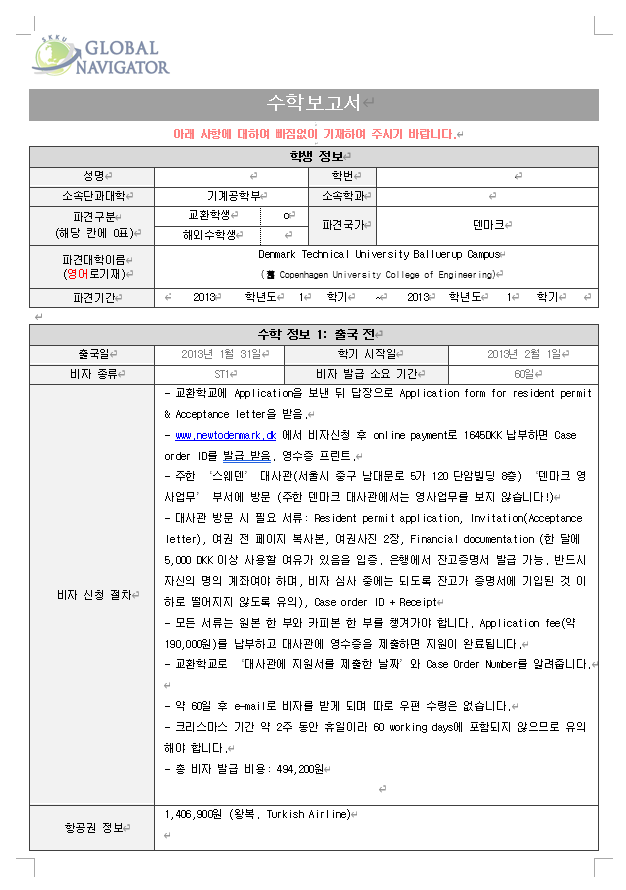 SKKU GLOBAL
NAVIGATOR
수학보고서
아래 사항에 대하여 빠짐없이 기재하여 주시기 바랍니다.
학생 정보
성명 학번
소속단과대학 기계공학부 소속학과
파견구분
(해당 칸에 O표) 교환학생 o 파견국가 덴마크
해외수학생
파견대학이름
(영어로기재) Denmark Technical University Balluerup Campus
(舊 Copenhagen University College of Engineering)
파견기간 2013 학년도 1 학기 ~ 2013 학년도 1 학기
수학 정보 1: 출국 전
출국일 2013년 1월 31일 학기 시작일 2013년 2월 1일
비자 종류 ST1 비자 발급 소요 기간 60일
비자 신청 절차
- 교환학교에 Application을 보낸 뒤 답장으로 Application form for resident permit
& Acceptance letter을 받음.
- www.newtodenmark.dk 에서 비자신청 후 online payment로 1645DKK 납부하면 Case
order ID를 발급 받음. 영수증 프린트.
- 주한 ‘스웨덴’ 대사관(서울시 중구 남대문로 5가 120 단암빌딩 8층) ‘덴마크 영
사업무’ 부서에 방문 (주한 덴마크 대사관에서는 영사업무를 보지 않습니다!)
- 대사관 방문 시 필요 서류: Resident permit application, Invitation(Acceptance
letter), 여권 전 페이지 복사본, 여권사진 2장, Financial documentation (한 달에
5,000 DKK 이상 사용할 여유가 있음을 입증. 은행에서 잔고증명서 발급 가능. 반드시
자신의 명의 계좌여야 하며, 비자 심사 중에는 되도록 잔고가 증명서에 기입된 것 이
하로 떨어지지 않도록 유의), Case order ID + Receipt
- 모든 서류는 원본 한 부와 카피본 한 부를 챙겨가야 합니다. Application fee(약
190,000원)를 납부하고 대사관에 영수증을 제출하면 지원이 완료됩니다.
- 교환학교로 ‘대사관에 지원서를 제출한 날짜’와 Case Order Number를 알려줍니다.
- 약 60일 후 e-mail로 비자를 받게 되며 따로 우편 수령은 없습니다.
- 크리스마스 기간 약 2주 동안 휴일이라 60 working days에 포함되지 않으므로 유의
해야 합니다.
- 총 비자 발급 비용: 494,200원
항공권 정보 1,406,900원 (왕복, Turkish Airline)